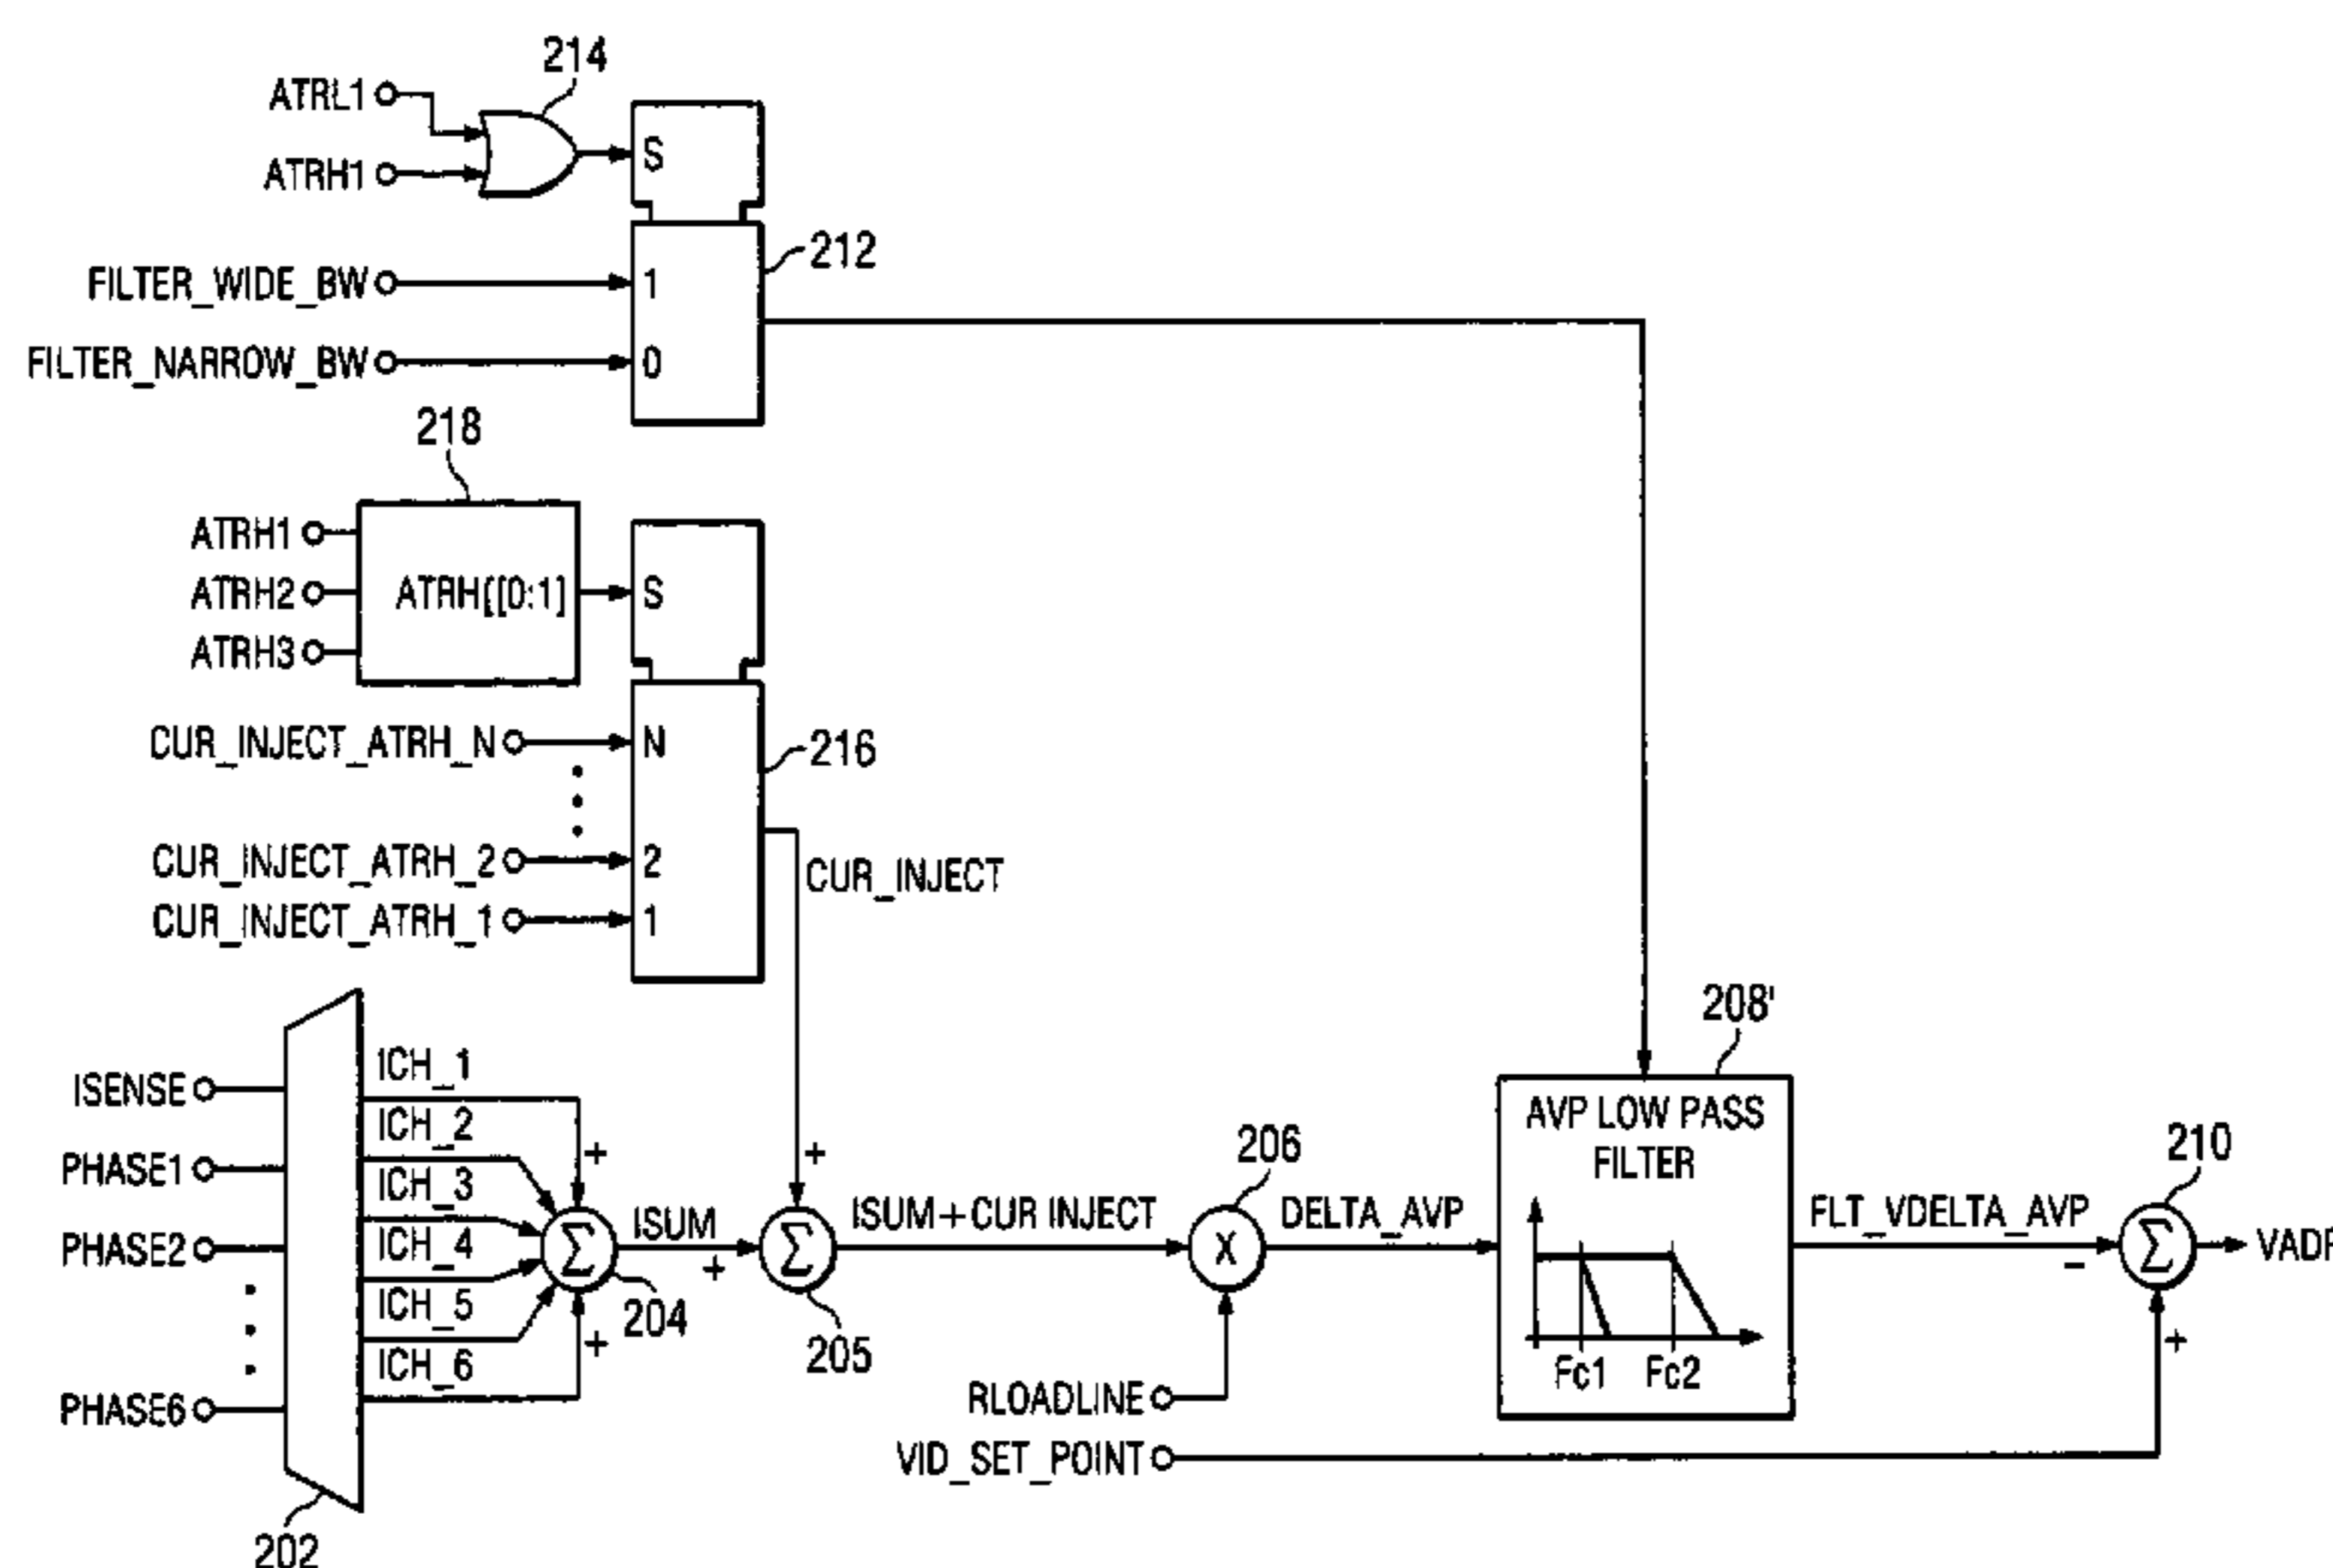 214
ATRL1
ATRH1
S
212
FILTER_WIDE_BW
1
FILTER_NARROW_BW
0
218
ATRH1
ATRH2
ATRH3
ATRH([0:1]
S
CUR_INJECT_ATRH_N
N
216
CUR_INJECT_ATRH_2
2
CUR_INJECT
CUR_INJECT_ATRH_1
1
208'
ISENSE
PHASE1
PHASE2
PHASE6
202
ICH_1
ICH_2
ICH_3
ICH_4
ICH_5
ICH_6
+
+
Σ
204
ISUM
+
+
Σ
205
ISUM+CUR INJECT
206
X
DELTA_AVP
RLOADLINE
VID_SET_POINT
AVP LOW PASS
FILTER
Fc1
Fc2
FLT_VDELTA_AVP
-
210
Σ
+